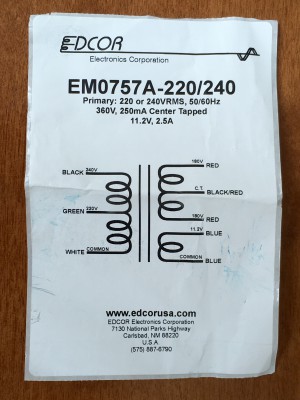 EDCOR
Electronics Corporation
EM0757A-220/240
Primary: 220 or 240VRMS, 50/60Hz
360V, 250mA Center Tapped
11.2V, 2.5A
240V
BLACK
220V
GREEN
COMMON
WHITE
180V
RED
C.T.
BLACK/RED
180V
RED
11.2V
BLUE
COMMON
BLUE
www.edcorusa.com
EDCOR Electronics Corporation
7130 National Parks Highway
Carlsbad, NM 88220
U.S.A
(575) 887-6790